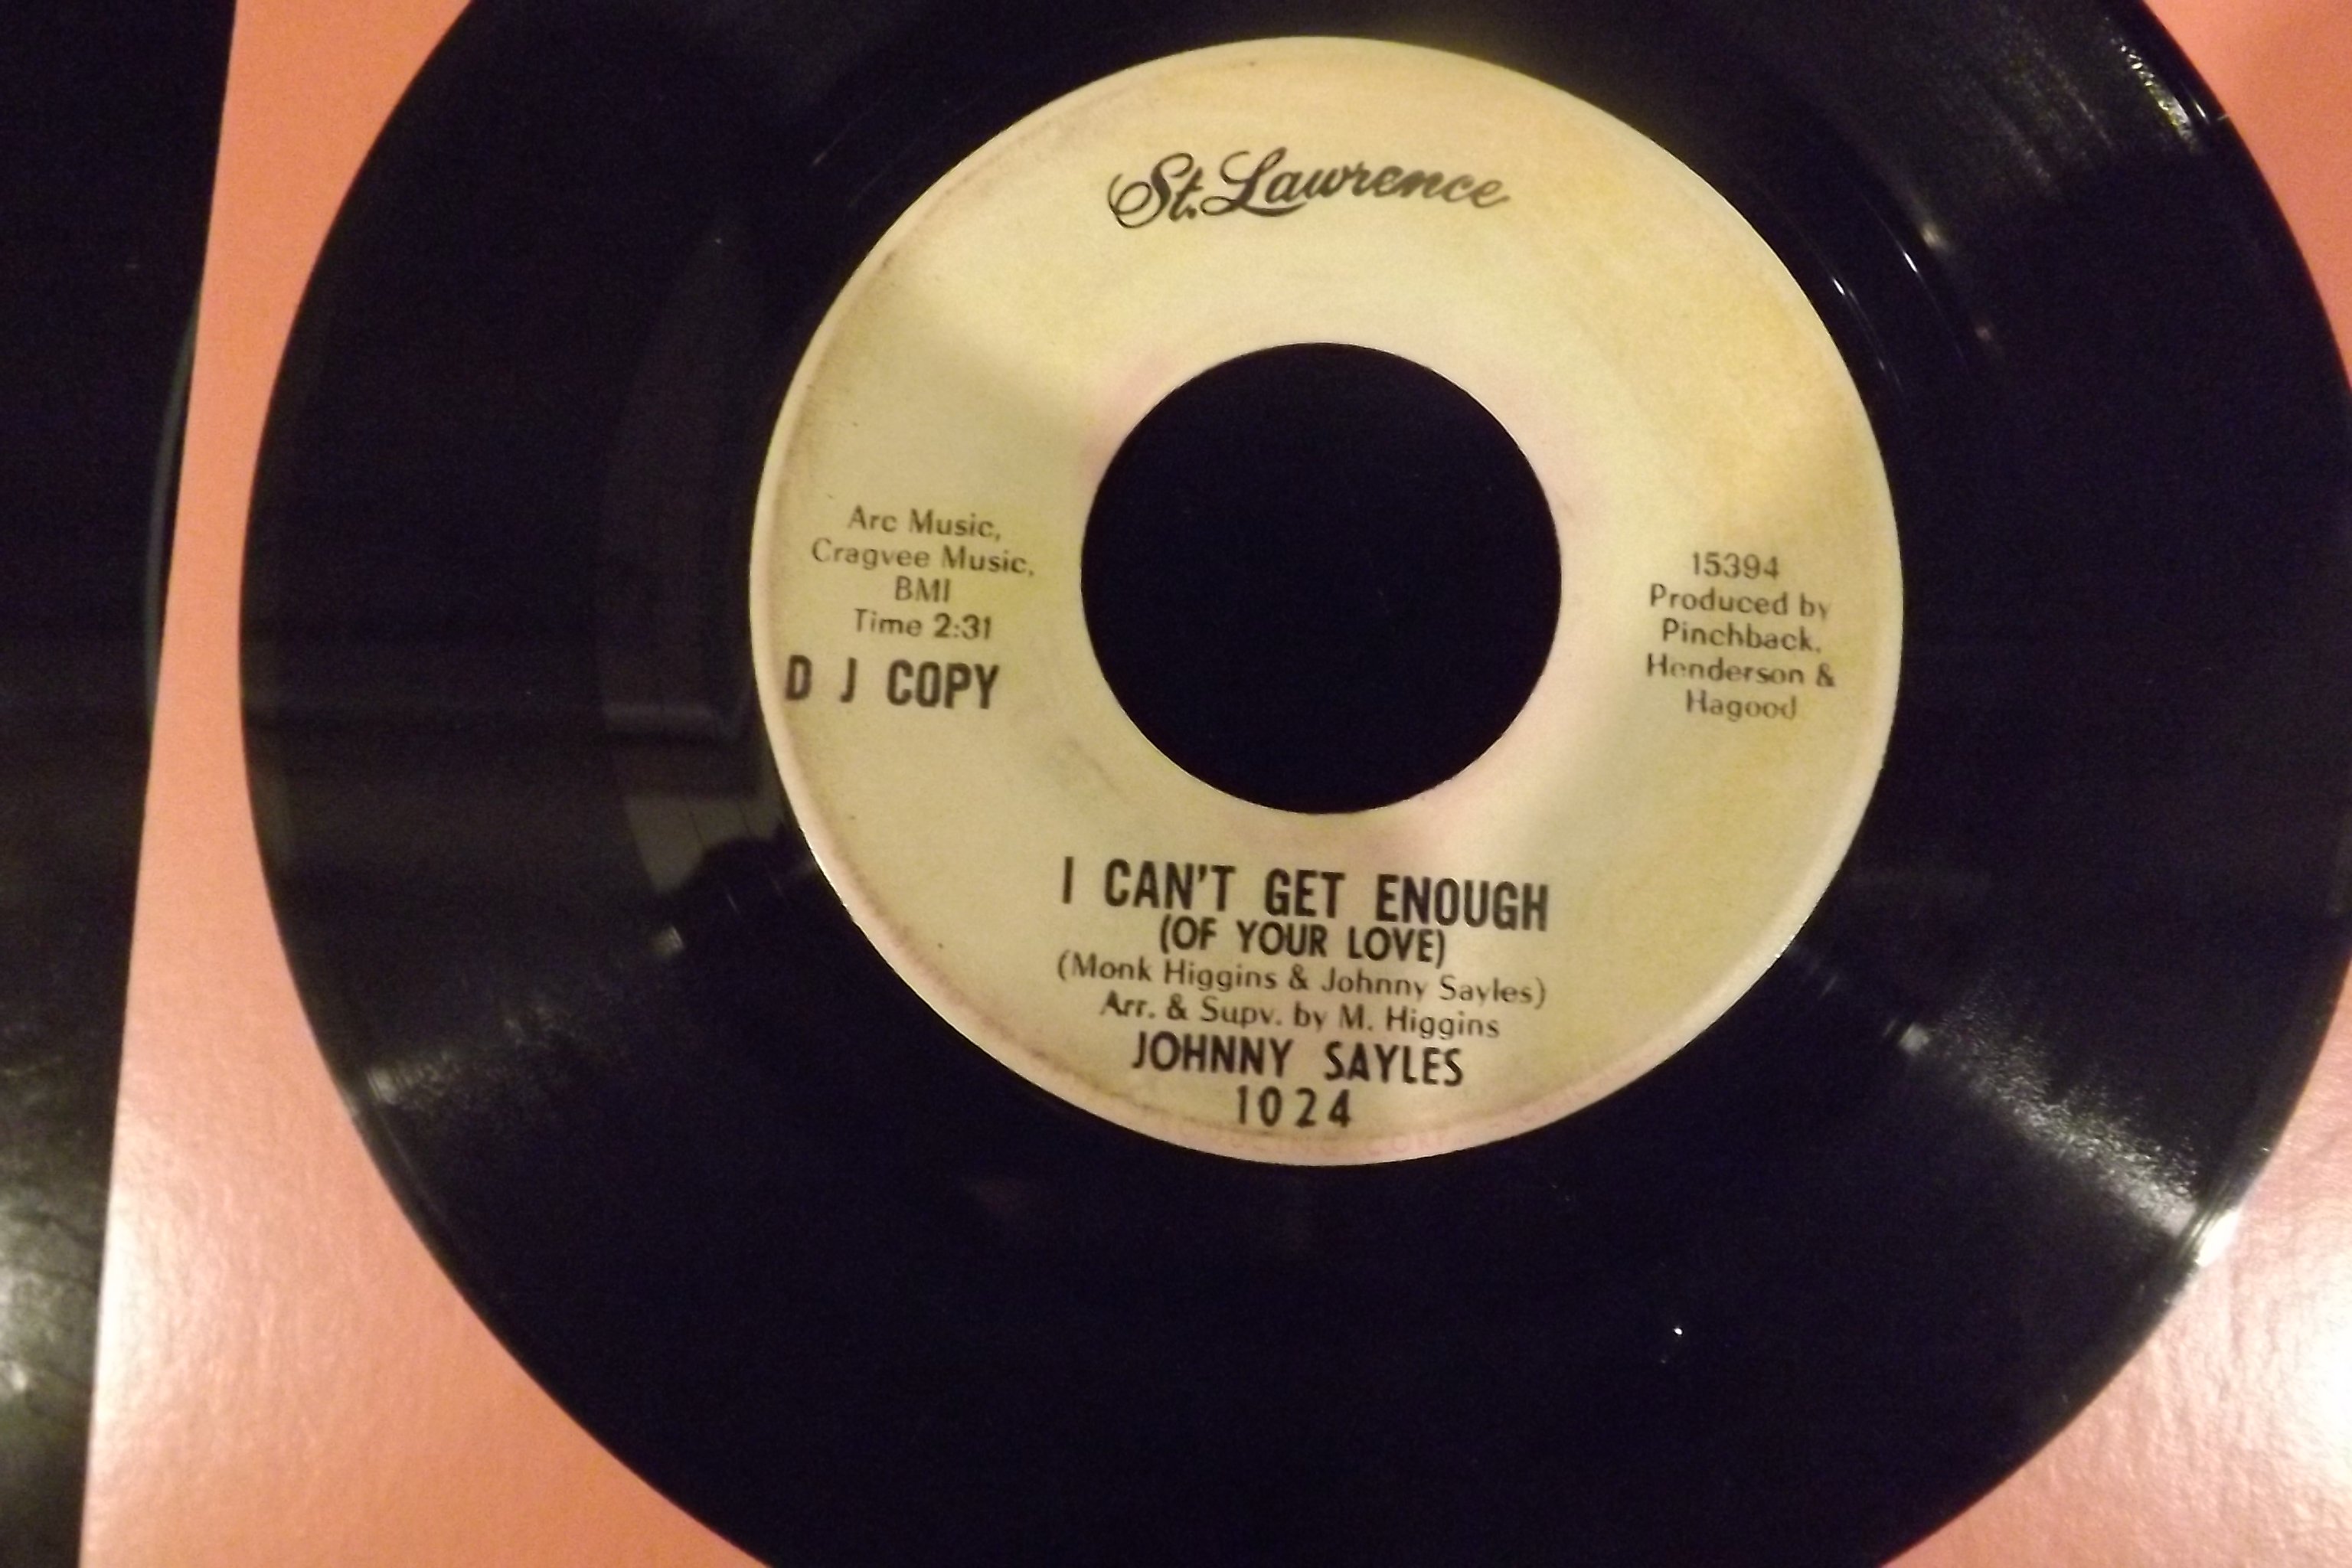 St. Lawrence
Arc Music,
Cragvee Music,
BMI
Time 2:31
D J COPY
15394
Produced by
Pinchback,
Henderson &
Hagood
I CAN'T GET ENOUGH
(OF YOUR LOVE)
(Monk Higgins & Johnny Sayles)
Arr. & Supv. by M. Higgins
JOHNNY SAYLES
1024